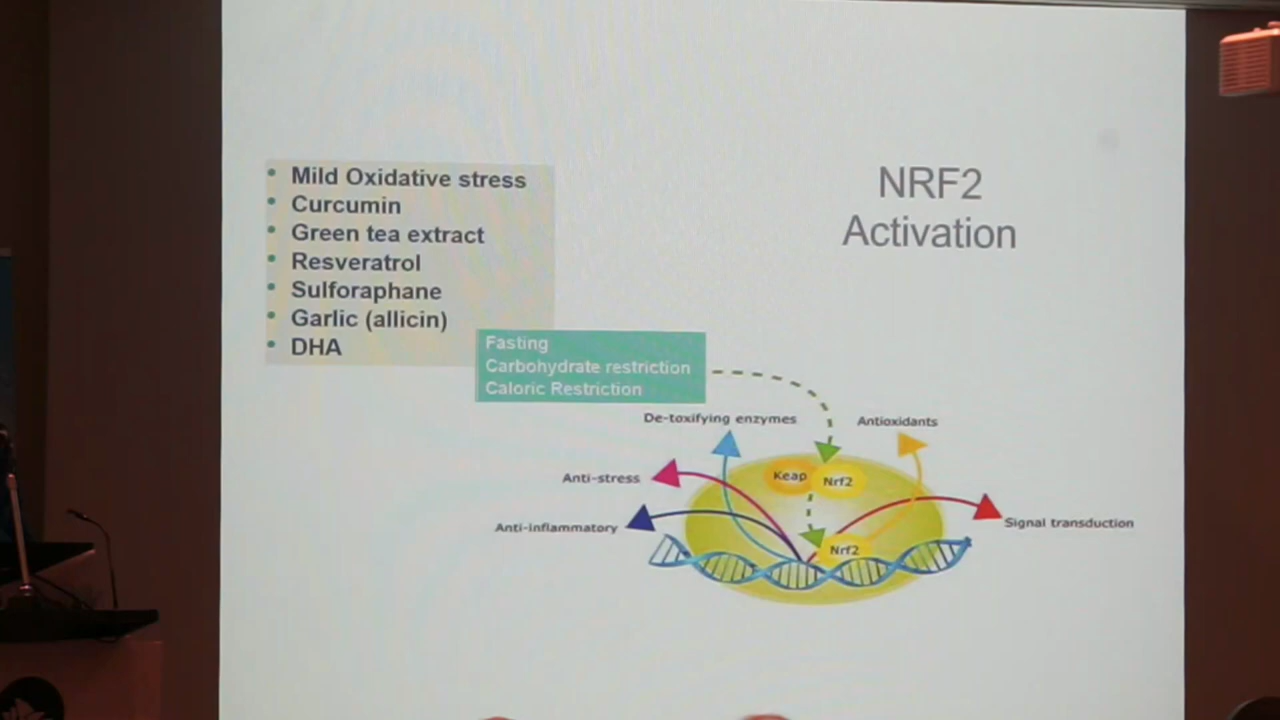 NRF2
Activation
• Mild Oxidative stress
• Curcumin
• Green tea extract
• Resveratrol
• Sulforaphane
• Garlic (allicin)
• DHA
Fasting
Carbohydrate restriction
Caloric Restriction
De-toxifying enzymes
Antioxidants
Anti-stress
Keap
Nrf2
Anti-inflammatory
Signal transduction
Nrf2